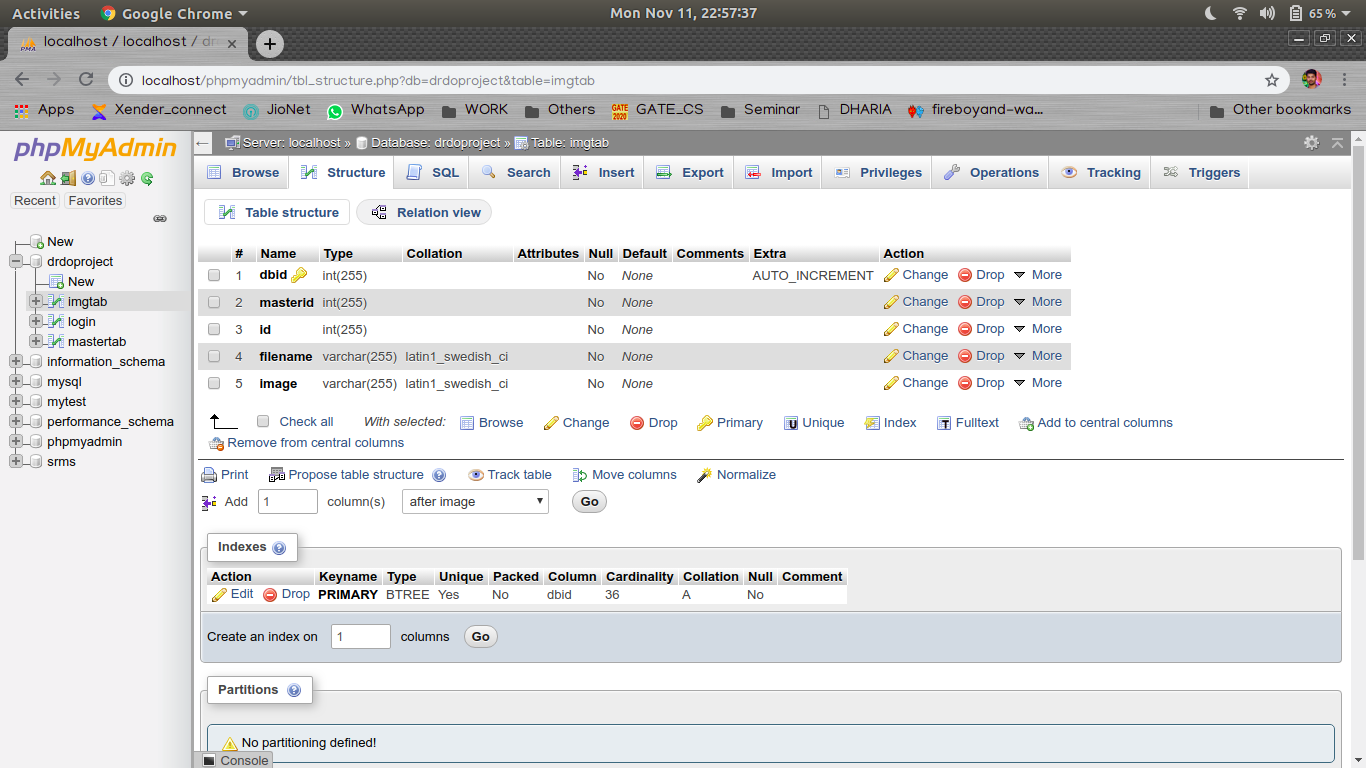 Activities Google Chrome Mon Nov 11, 22:57:37 65 %
localhost / localhost / dr
localhost/phpmyadmin/tbl_structure.php?db=drdoproject&table=imgtab
Apps Xender_connect JioNet WhatsApp WORK Others GATE_CS Seminar DHARIA fireboyand-wa... Other bookmarks
phpMyAdmin
Recent Favorites
New
drdoproject
New
imgtab
login
mastertab
information_schema
mysql
mytest
performance_schema
phpmyadmin
srms
Server: localhost » Database: drdoproject » Table: imgtab
Browse Structure SQL Search Insert Export Import Privileges Operations Tracking Triggers
Table structure Relation view
# Name Type Collation Attributes Null Default Comments Extra Action
1 dbid int(255) No None AUTO_INCREMENT Change Drop More
2 masterid int(255) No None Change Drop More
3 id int(255) No None Change Drop More
4 filename varchar(255) latin1_swedish_ci No None Change Drop More
5 image varchar(255) latin1_swedish_ci No None Change Drop More
Check all With selected: Browse Change Drop Primary Unique Index Fulltext Add to central columns
Remove from central columns
Print Propose table structure Track table Move columns Normalize
Add 1 column(s) after image Go
Indexes
Action Keyname Type Unique Packed Column Cardinality Collation Null Comment
Edit Drop PRIMARY BTREE Yes No dbid 36 A No
Create an index on 1 columns Go
Partitions
No partitioning defined!
Console